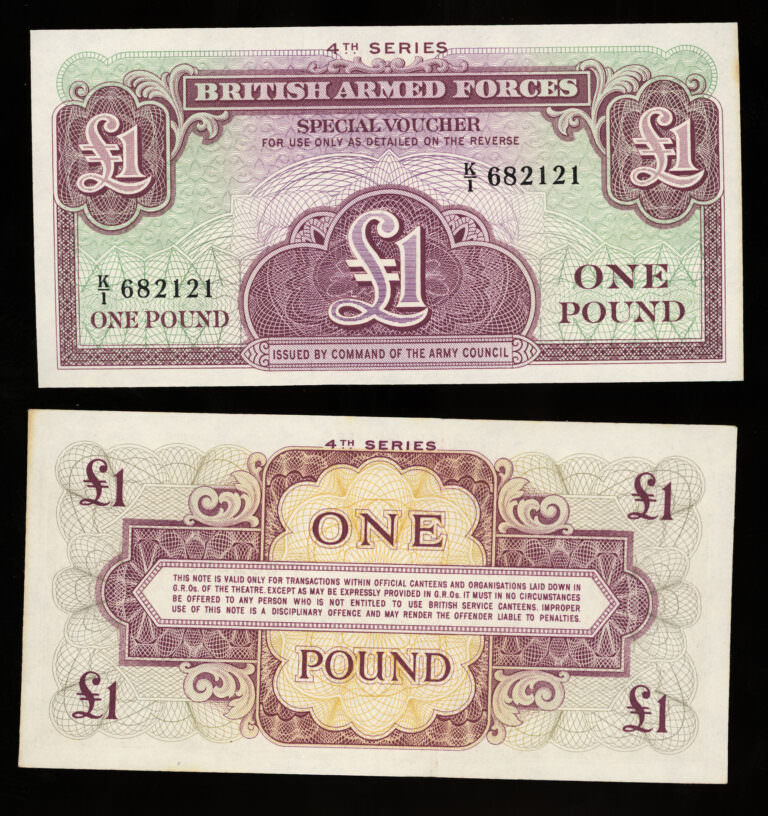 4TH SERIES
BRITISH ARMED FORCES
£1
£1
SPECIAL VOUCHER
FOR USE ONLY AS DETAILED ON THE REVERSE
K/1 682121
£1
K/1 682121
ONE POUND
ONE
POUND
ISSUED BY COMMAND OF THE ARMY COUNCIL
4TH SERIES
£1
£1
ONE
THIS NOTE IS VALID ONLY FOR TRANSACTIONS WITHIN OFFICIAL CANTEENS AND ORGANISATIONS LAID DOWN IN
G.R.Os. OF THE THEATRE. EXCEPT AS MAY BE EXPRESSLY PROVIDED IN G.R.Os. IT MUST IN NO CIRCUMSTANCES
BE OFFERED TO ANY PERSON WHO IS NOT ENTITLED TO USE BRITISH SERVICE CANTEENS. IMPROPER
USE OF THIS NOTE IS A DISCIPLINARY OFFENCE AND MAY RENDER THE OFFENDER LIABLE TO PENALTIES.
POUND
£1
£1